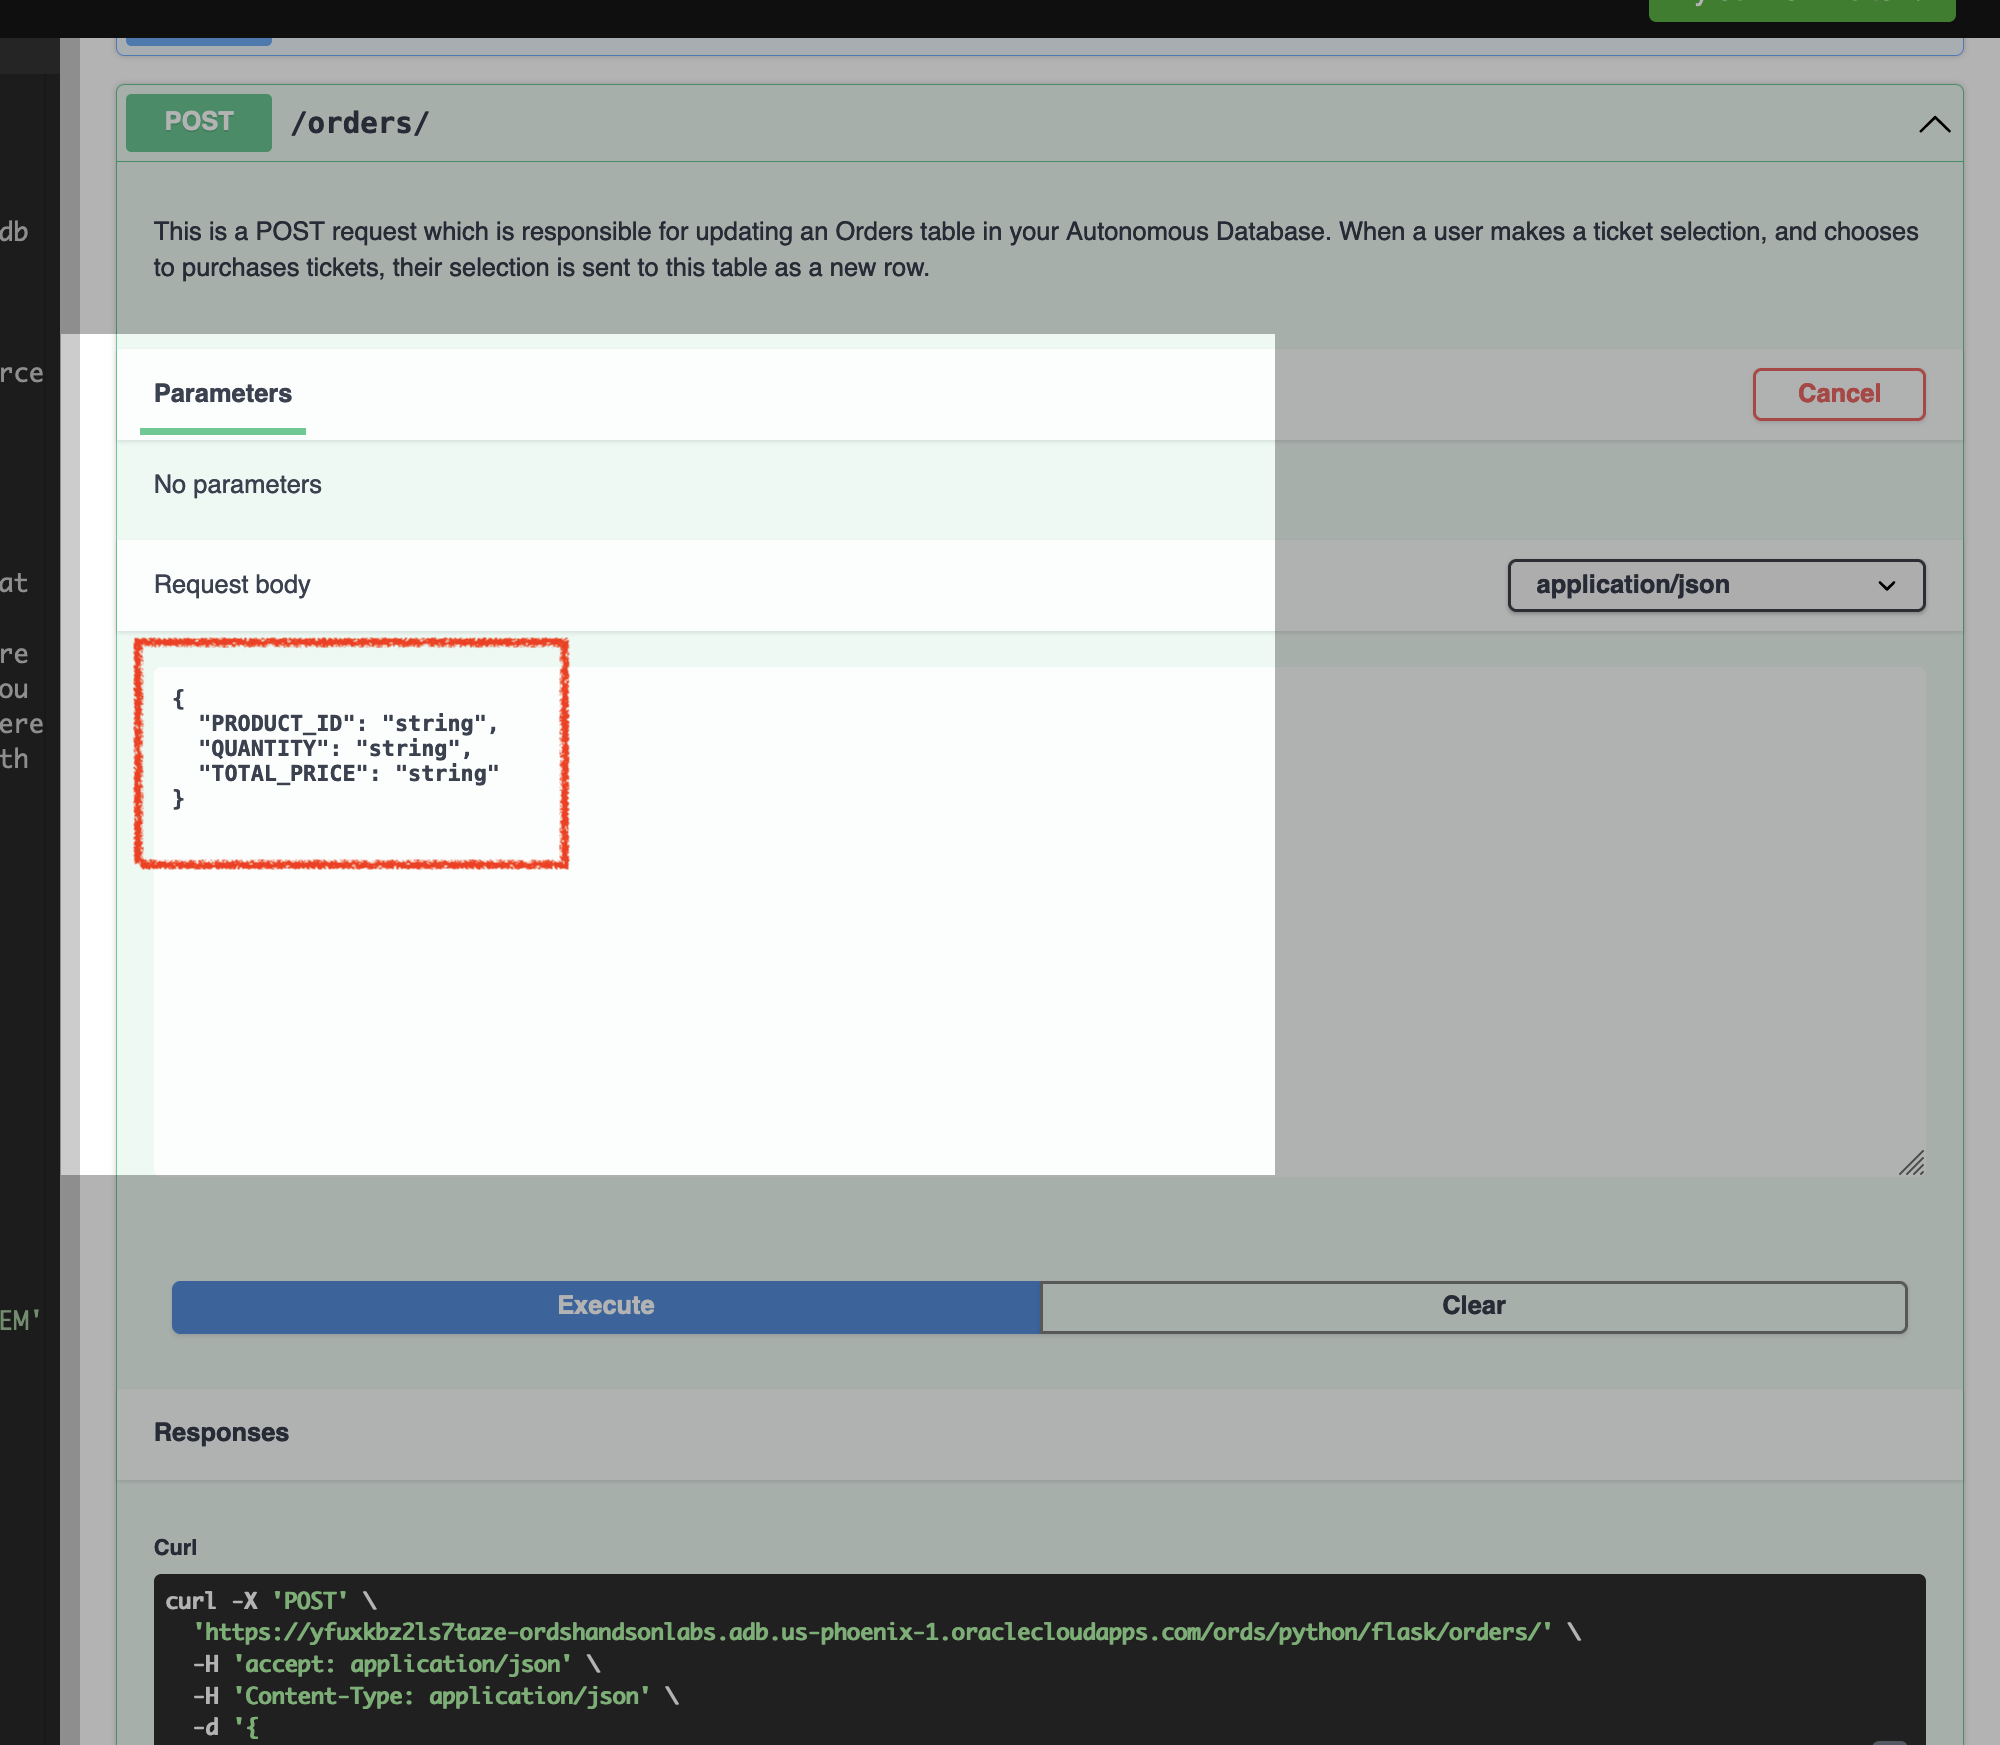 POST /orders/
This is a POST request which is responsible for updating an Orders table in your Autonomous Database. When a user makes a ticket selection, and chooses
to purchases tickets, their selection is sent to this table as a new row.
db
rce
at
re
ou
ere
th
EM'
Parameters
Cancel
No parameters
Request body
application/json
{
"PRODUCT_ID": "string",
"QUANTITY": "string",
"TOTAL_PRICE": "string"
}
Execute
Clear
Responses
Curl
curl -X 'POST' \
'https://yfuxkbz2ls7taze-ordshandsonlabs.adb.us-phoenix-1.oraclecloudapps.com/ords/python/flask/orders/' \
-H 'accept: application/json' \
-H 'Content-Type: application/json' \
-d '{